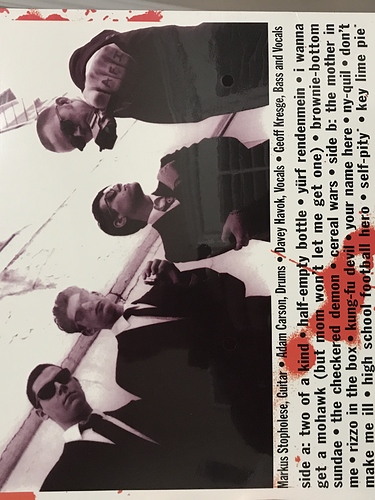 Markus Stopholese, Guitar • Adam Carson, Drums • Davey Havok, Vocals • Geoff Kresge, Bass and Vocals
side a: two of a kind • half-empty bottle • yürf rendenmein • i wanna
get a mohawk (but mom won't let me get one) • brownie-bottom
sundae • the checkered demon • cereal wars • side b: the mother in
me • rizzo in the box • kung-fu devil • your name here • ny-quil • don't
make me ill • high school football hero • self-pity • key lime pie